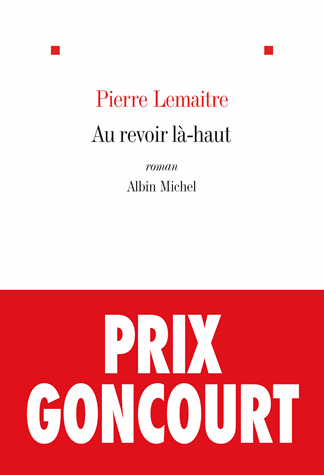 Pierre Lemaitre
Au revoir là-haut
roman
Albin Michel
PRIX
GONCOURT